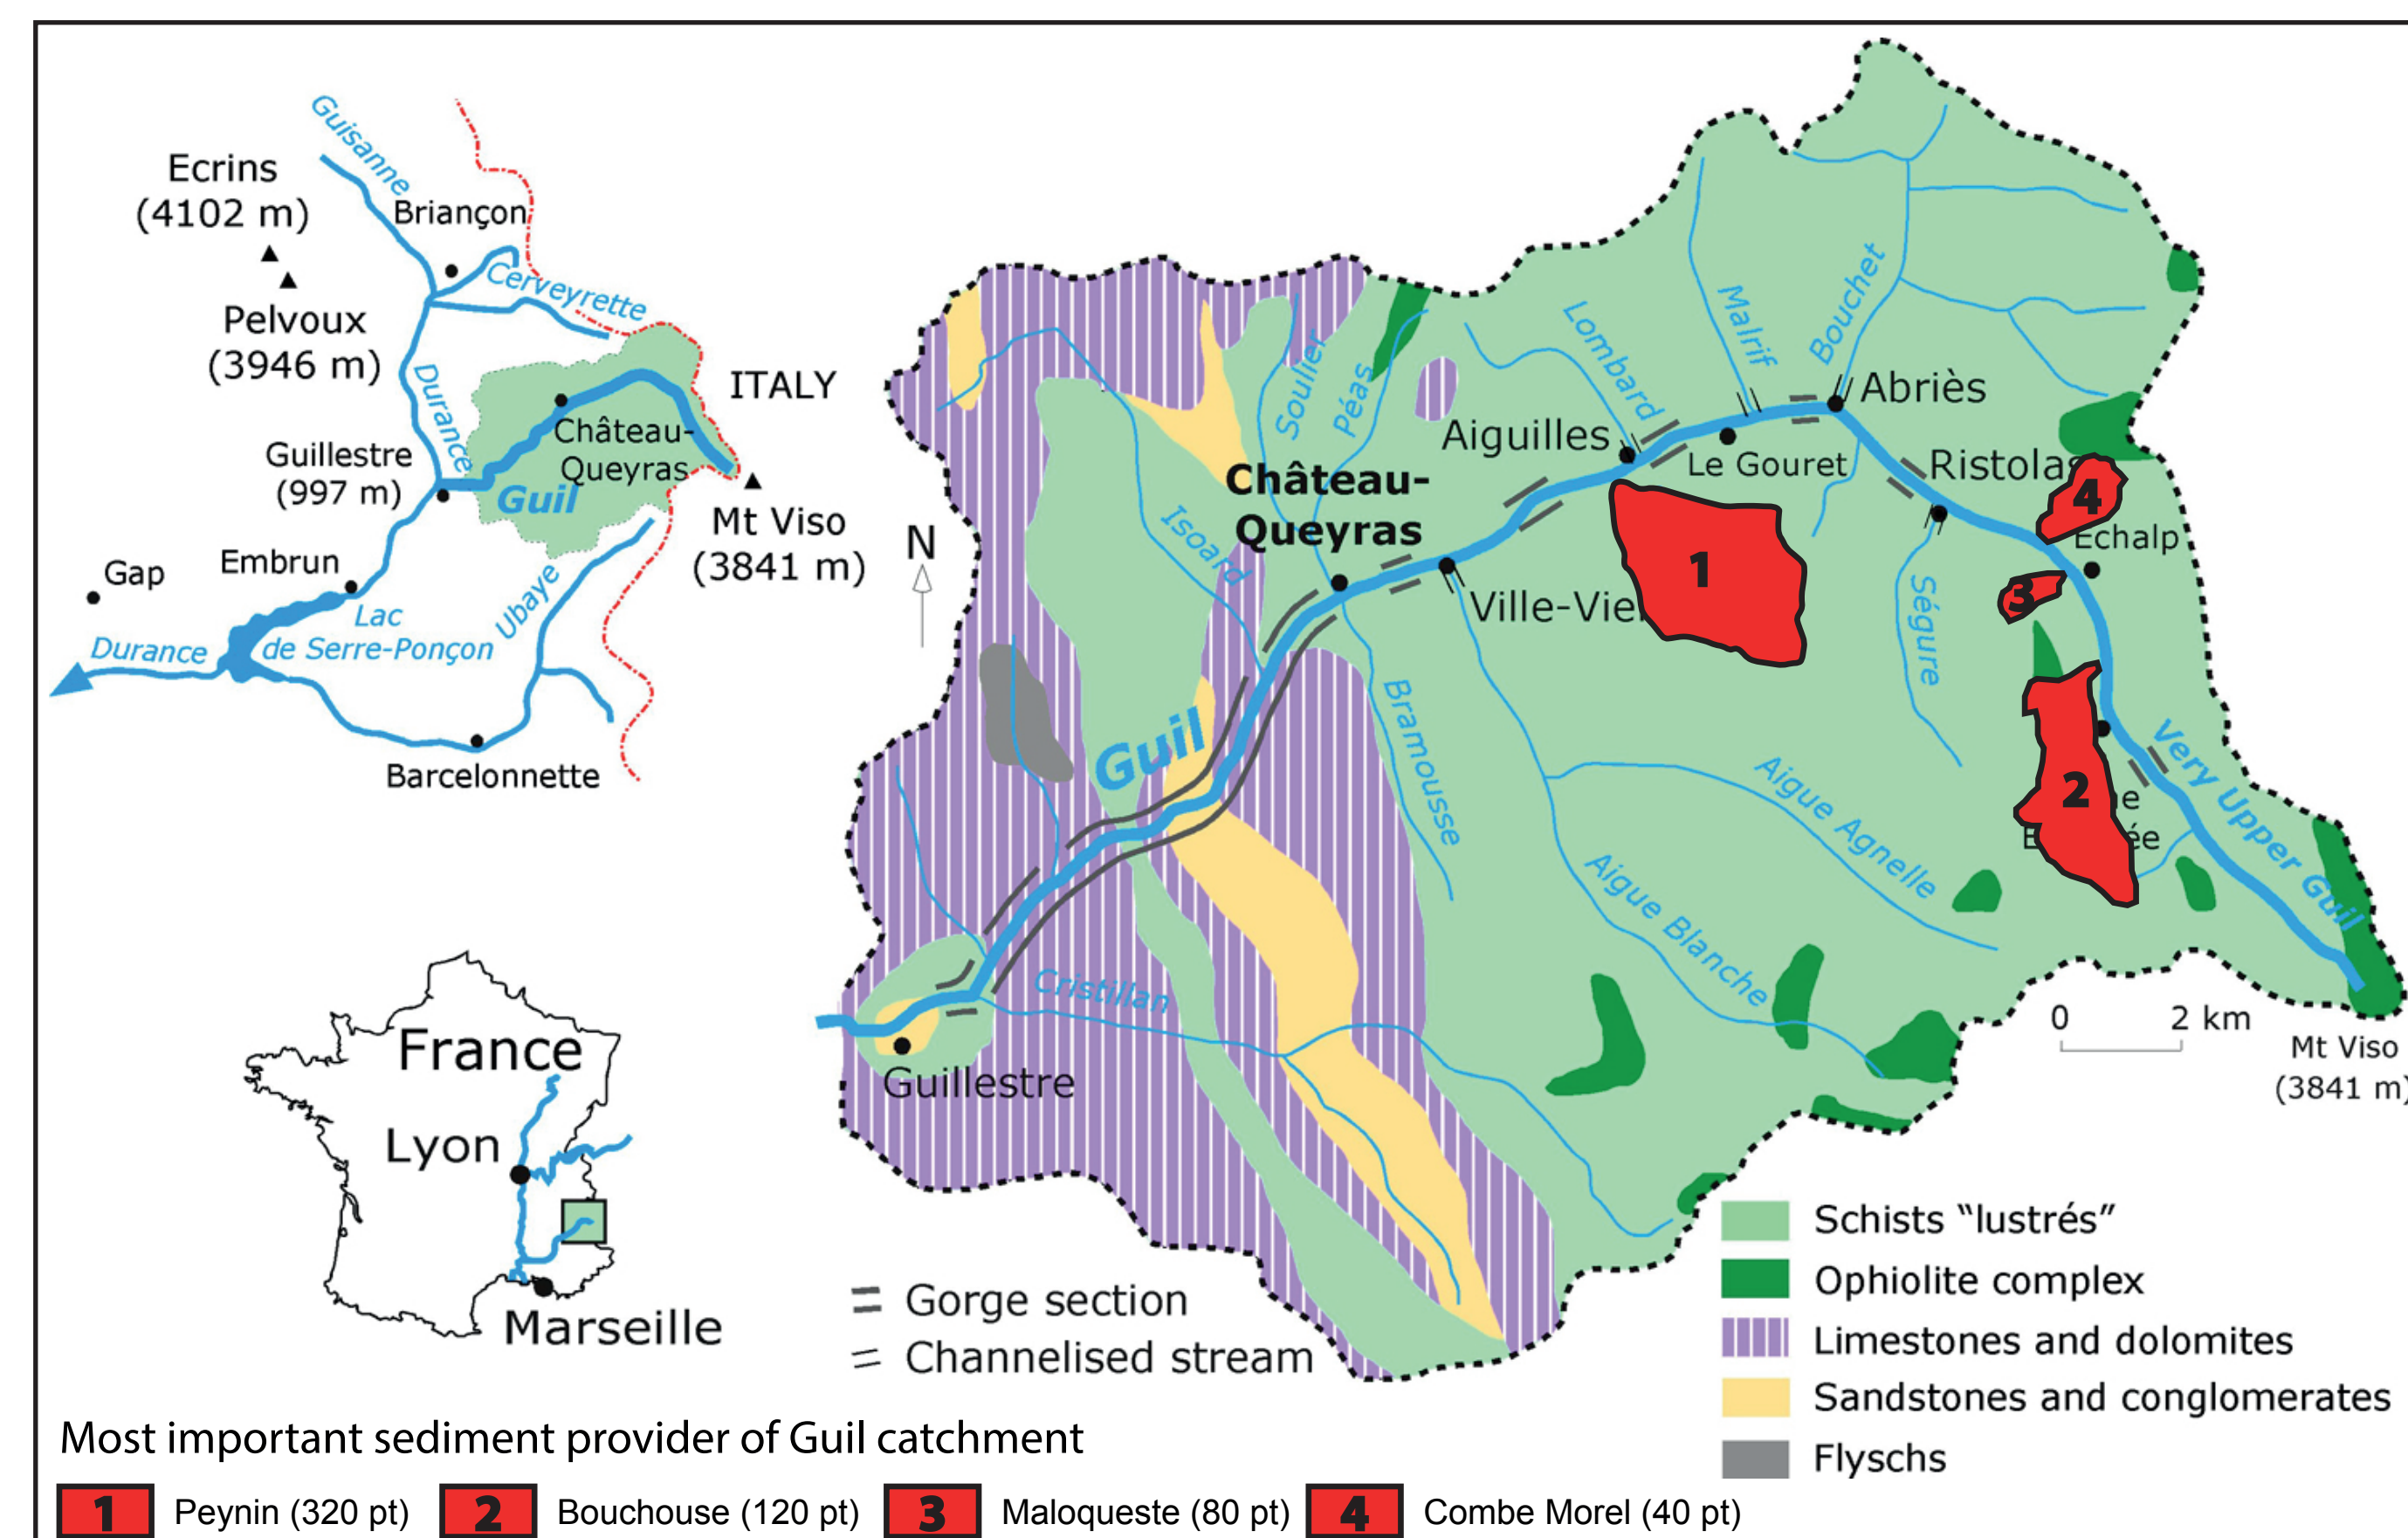 Guisanne
Ecrins
(4102 m)
Briançon
Cerveyrette
Pelvoux
(3946 m)
Durance
ITALY
Château-
Queyras
Guillestre
(997 m)
Guil
Mt Viso
(3841 m)
Embrun
Gap
Lac
de Serre-Ponçon
Ubaye
Durance
Barcelonnette
France
Lyon
Marseille
N
Soulier
Péas
Lombard
Malrif
Bouchet
Abriès
Aiguilles
Le Gouret
Ristolas
4
Château-
Queyras
Isoard
1
Echalp
3
Ville-Vie
Ségure
Guil
Bramousse
2
Very Upper Guil
Aigue Agnelle
Aigue Blanche
Cristillan
Guillestre
0 2 km
Mt Viso
(3841 m)
Gorge section
Channelised stream
Schists “lustrés”
Ophiolite complex
Limestones and dolomites
Sandstones and conglomerates
Flyschs
Most important sediment provider of Guil catchment
1 Peynin (320 pt) 2 Bouchouse (120 pt) 3 Maloqueste (80 pt) 4 Combe Morel (40 pt)